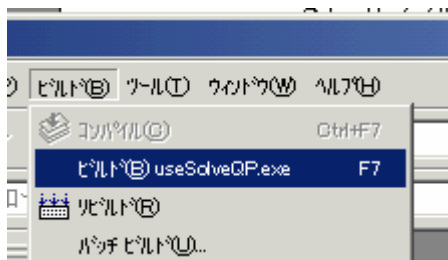 ﾋﾞﾙﾄﾞ(B) ﾂｰﾙ(T) ｳｨﾝﾄﾞｳ(W) ﾍﾙﾌﾟ(H)
ｺﾝﾊﾟｲﾙ(C) Ctrl+F7
ﾋﾞﾙﾄﾞ(B) useSolveQP.exe F7
ﾘﾋﾞﾙﾄﾞ(R)
ﾊﾞｯﾁ ﾋﾞﾙﾄﾞ(U)...